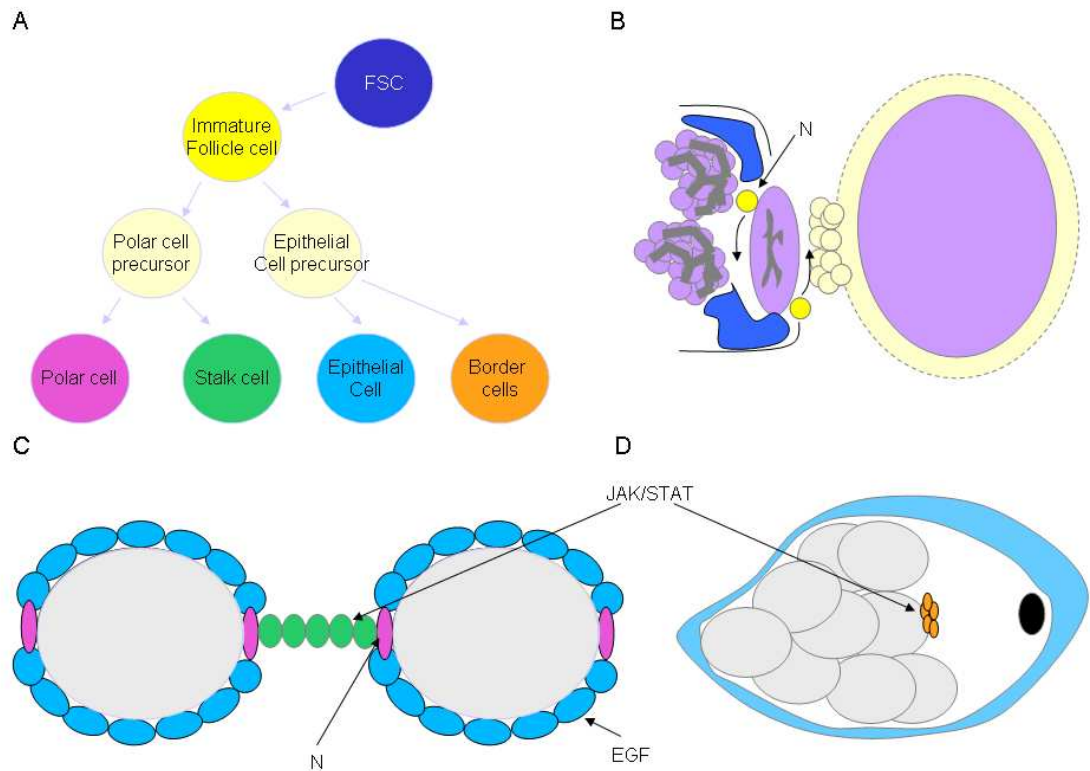 A
B
FSC
Immature
Follicle cell
N
Polar cell
precursor
Epithelial
Cell precursor
Polar cell
Stalk cell
Epithelial
Cell
Border
cells
C
D
JAK/STAT
N
EGF